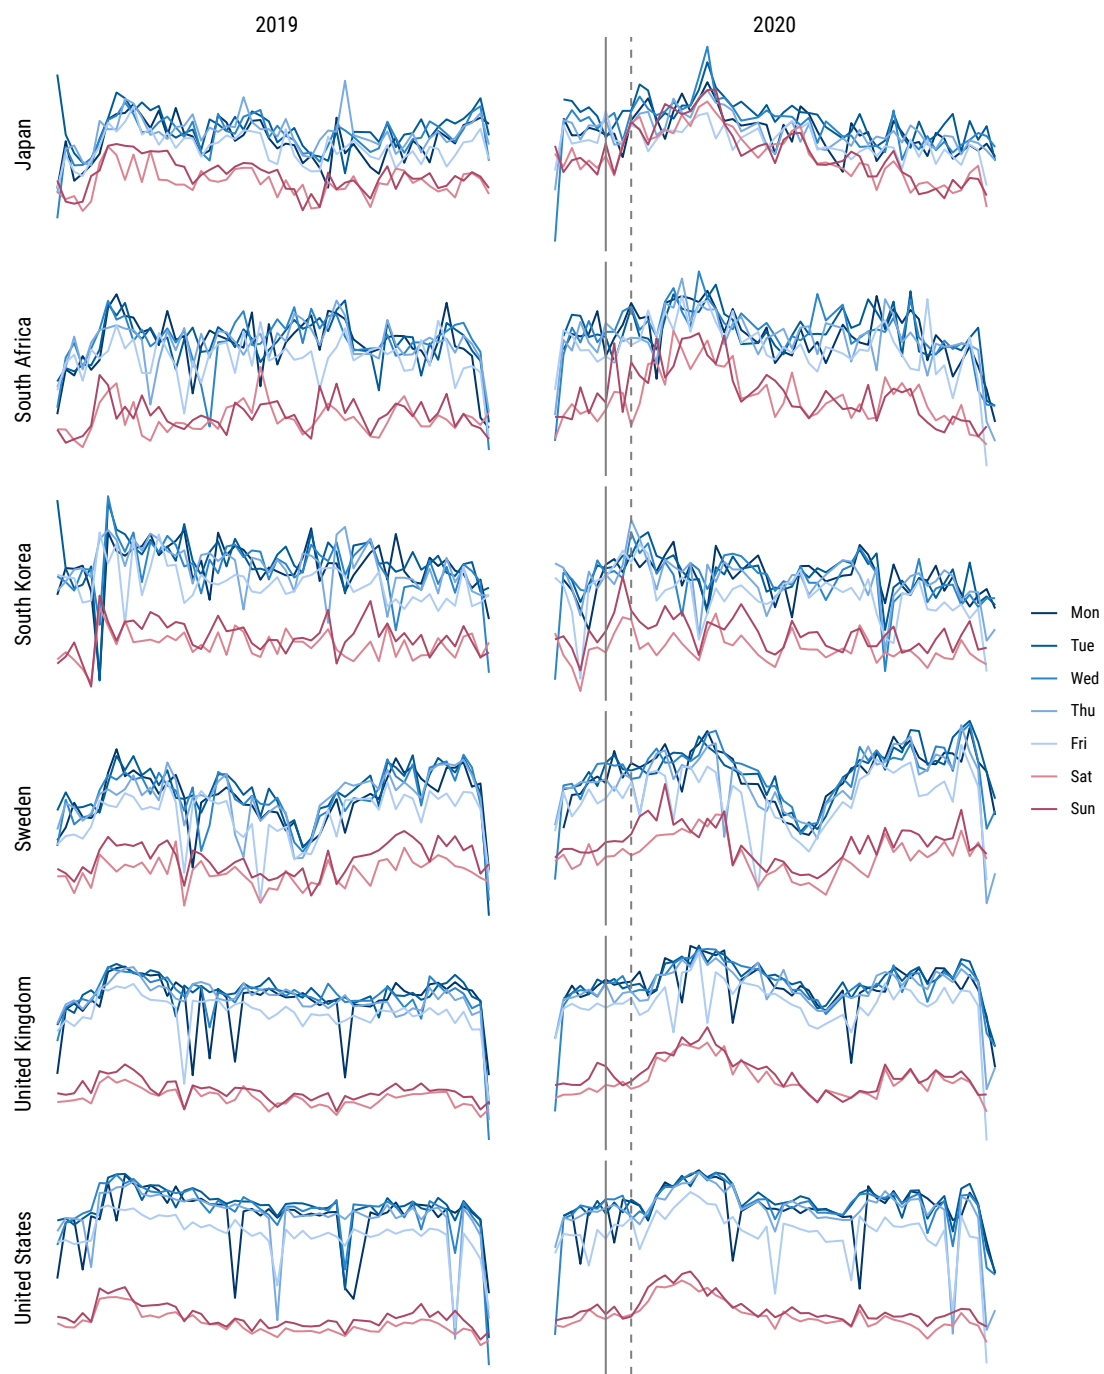 2019
2020
Japan
South Africa
South Korea
Sweden
United Kingdom
United States
Mon
Tue
Wed
Thu
Fri
Sat
Sun